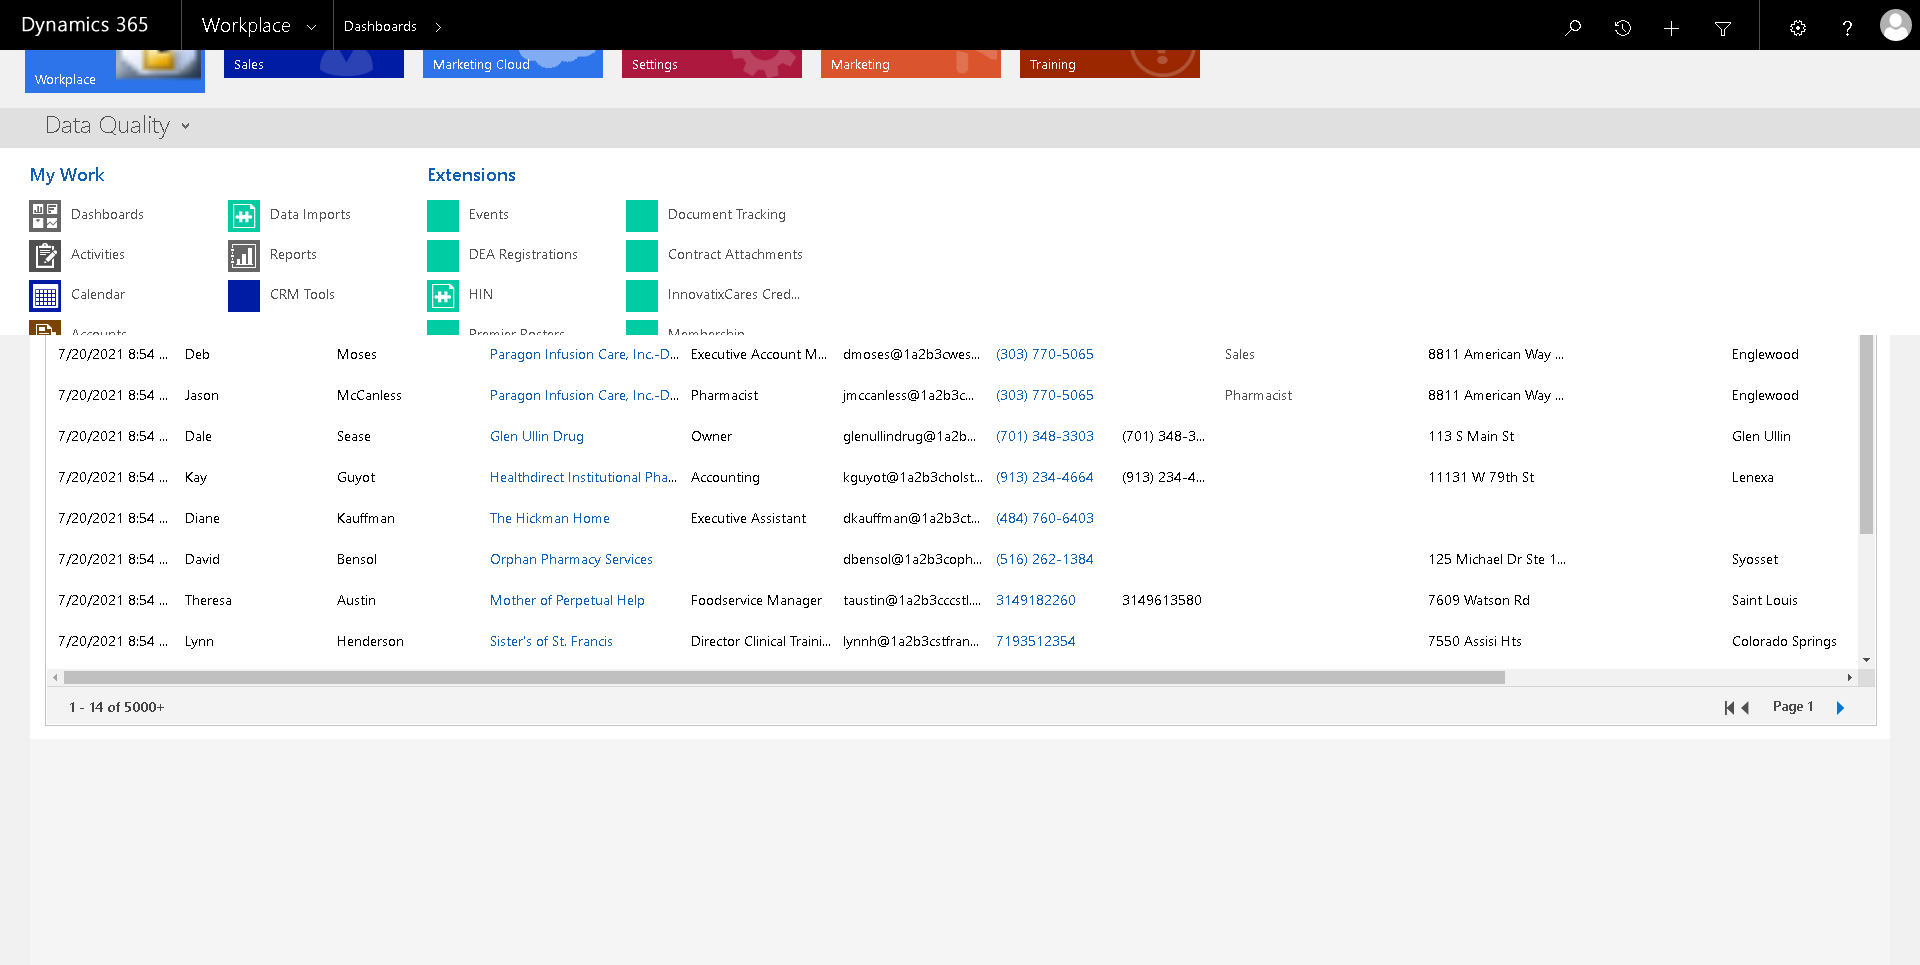 Dynamics 365 Workplace Dashboards
Workplace Sales Marketing Cloud Settings Marketing Training
Data Quality
My Work Extensions
Dashboards Data Imports Events Document Tracking
Activities Reports DEA Registrations Contract Attachments
Calendar CRM Tools HIN InnovatixCares Cred...
Accounts Premier Rosters Membership
7/20/2021 8:54 ... Deb Moses Paragon Infusion Care, Inc.-D... Executive Account M... dmoses@1a2b3cwes... (303) 770-5065 Sales 8811 American Way ... Englewood
7/20/2021 8:54 ... Jason McCanless Paragon Infusion Care, Inc.-D... Pharmacist jmccanless@1a2b3c... (303) 770-5065 Pharmacist 8811 American Way ... Englewood
7/20/2021 8:54 ... Dale Sease Glen Ullin Drug Owner glenullindrug@1a2b... (701) 348-3303 (701) 348-3... 113 S Main St Glen Ullin
7/20/2021 8:54 ... Kay Guyot Healthdirect Institutional Pha... Accounting kguyot@1a2b3cholst... (913) 234-4664 (913) 234-4... 11131 W 79th St Lenexa
7/20/2021 8:54 ... Diane Kauffman The Hickman Home Executive Assistant dkauffman@1a2b3ct... (484) 760-6403
7/20/2021 8:54 ... David Bensol Orphan Pharmacy Services dbensol@1a2b3coph... (516) 262-1384 125 Michael Dr Ste 1... Syosset
7/20/2021 8:54 ... Theresa Austin Mother of Perpetual Help Foodservice Manager taustin@1a2b3cccstl.... 3149182260 3149613580 7609 Watson Rd Saint Louis
7/20/2021 8:54 ... Lynn Henderson Sister's of St. Francis Director Clinical Traini... lynnh@1a2b3cstfran... 7193512354 7550 Assisi Hts Colorado Springs
1 - 14 of 5000+ Page 1